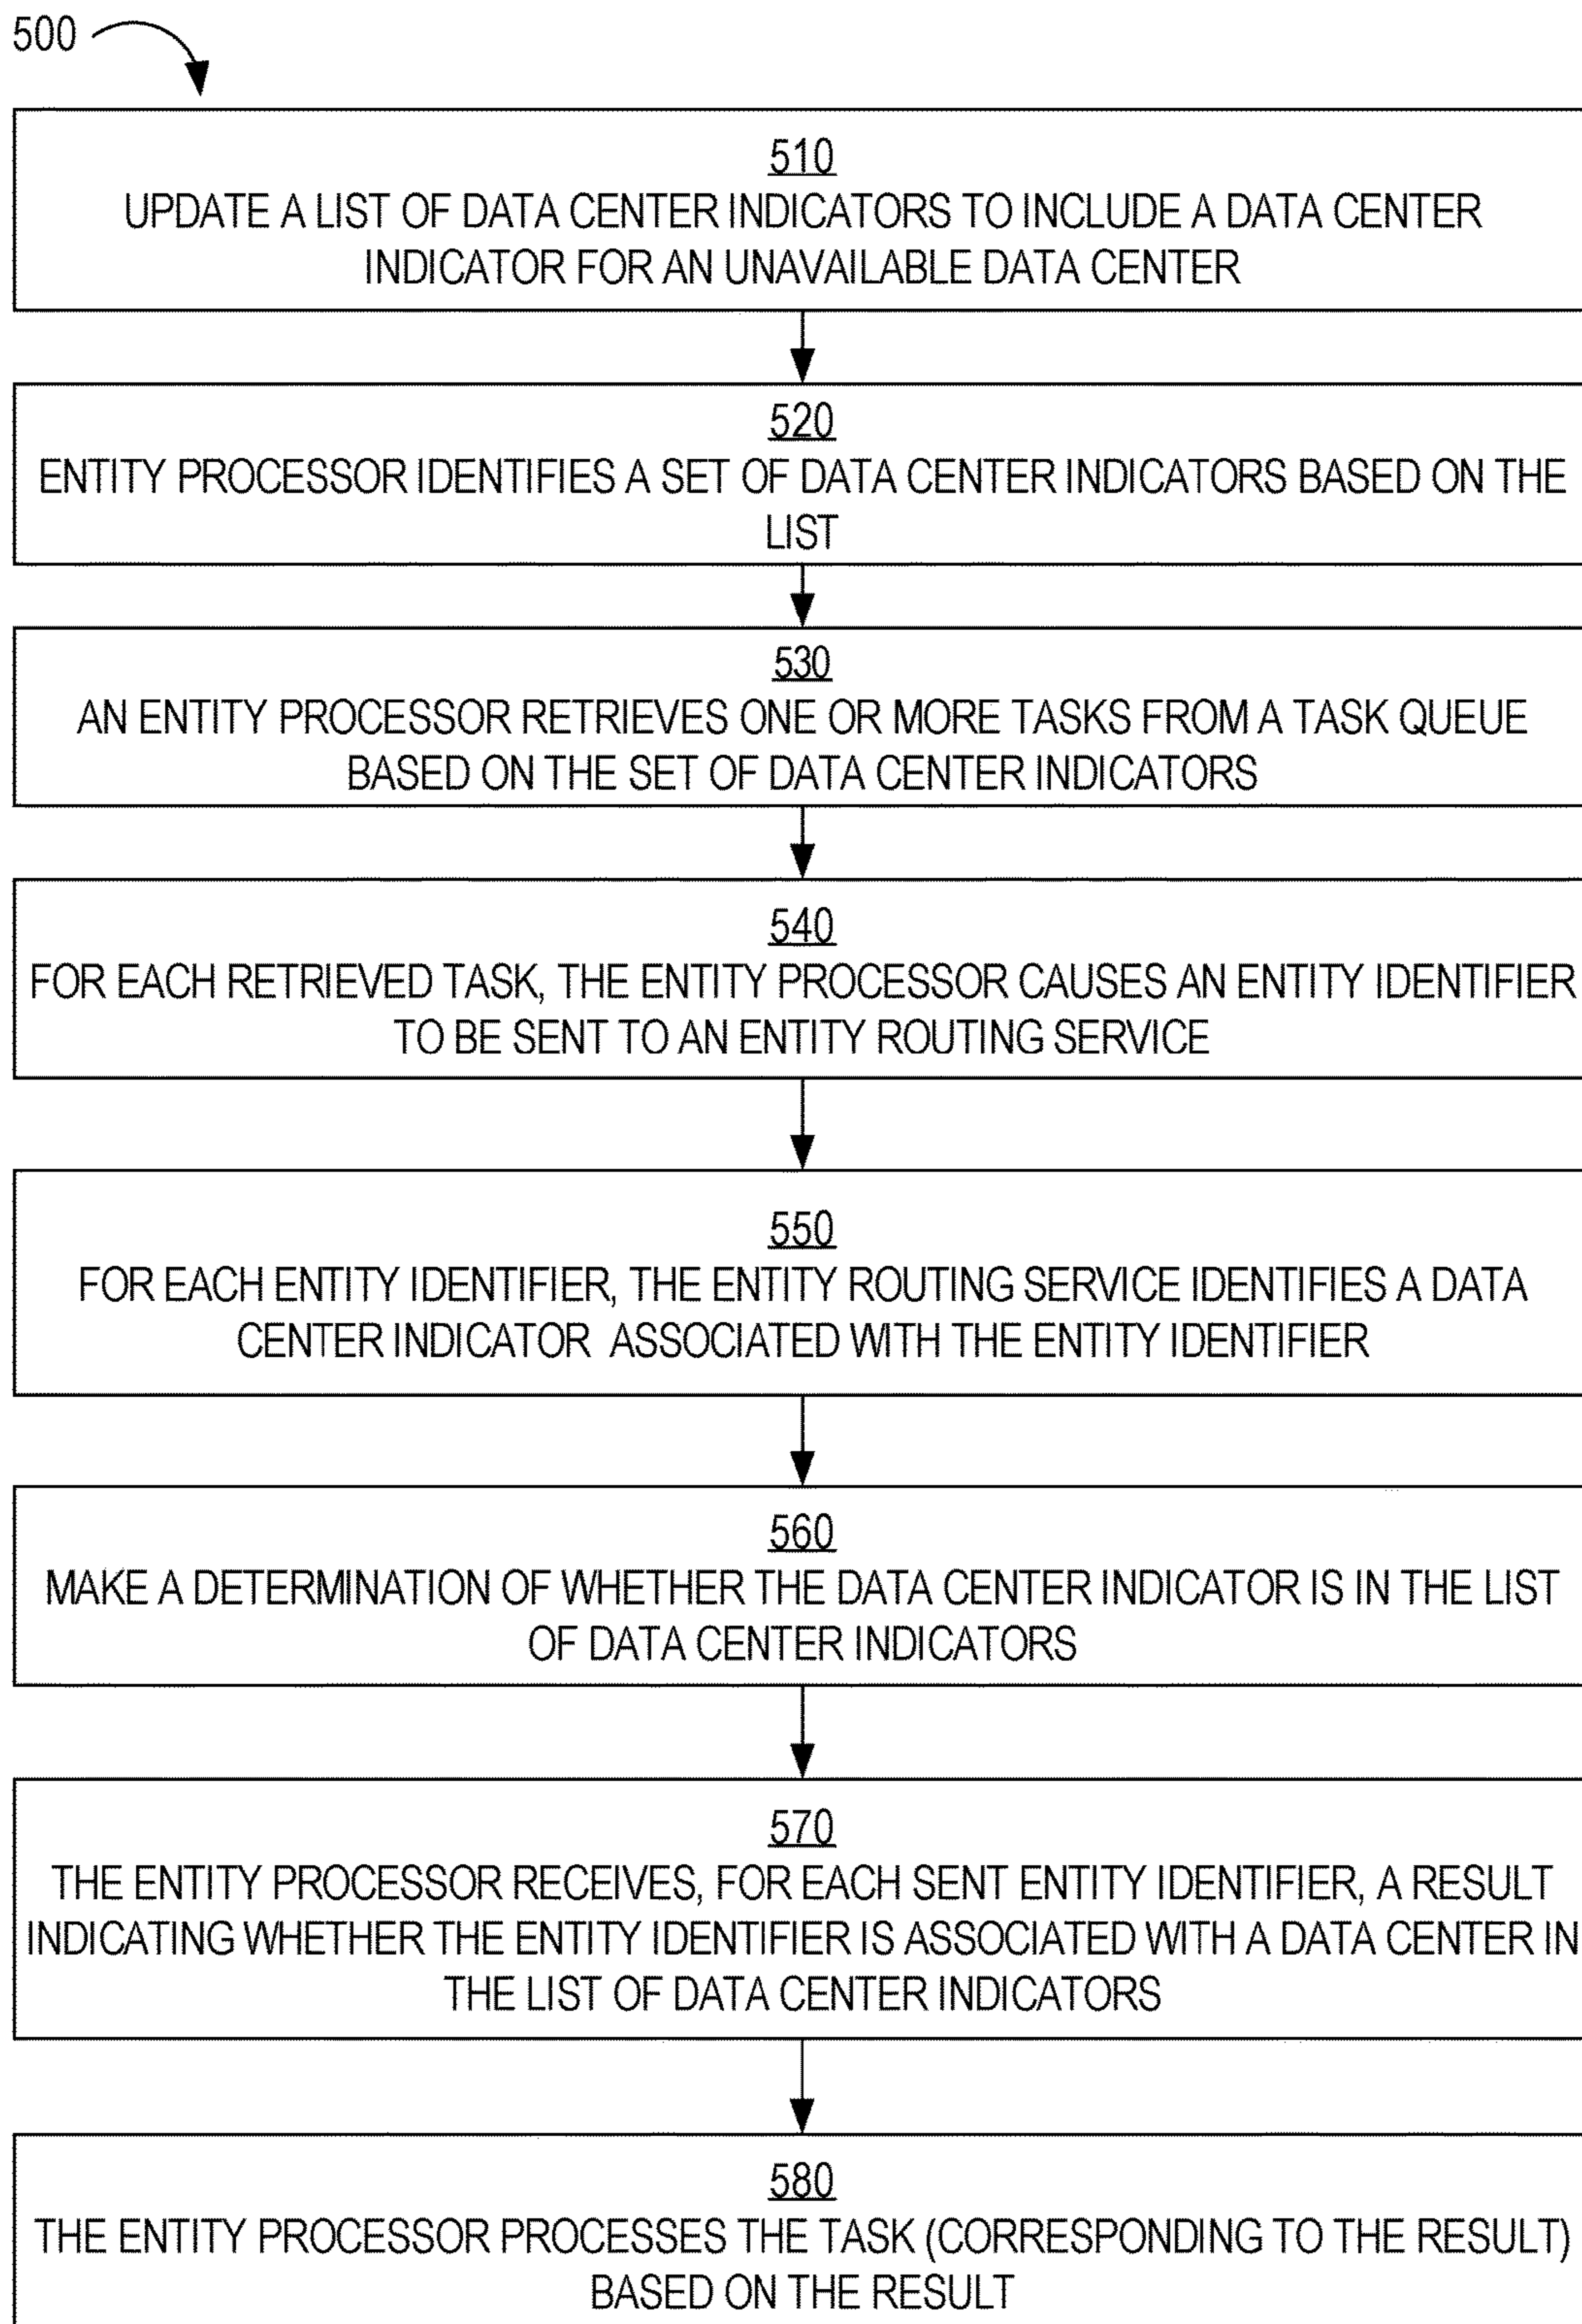 500
510
UPDATE A LIST OF DATA CENTER INDICATORS TO INCLUDE A DATA CENTER
INDICATOR FOR AN UNAVAILABLE DATA CENTER
520
ENTITY PROCESSOR IDENTIFIES A SET OF DATA CENTER INDICATORS BASED ON THE
LIST
530
AN ENTITY PROCESSOR RETRIEVES ONE OR MORE TASKS FROM A TASK QUEUE
BASED ON THE SET OF DATA CENTER INDICATORS
540
FOR EACH RETRIEVED TASK, THE ENTITY PROCESSOR CAUSES AN ENTITY IDENTIFIER
TO BE SENT TO AN ENTITY ROUTING SERVICE
550
FOR EACH ENTITY IDENTIFIER, THE ENTITY ROUTING SERVICE IDENTIFIES A DATA
CENTER INDICATOR ASSOCIATED WITH THE ENTITY IDENTIFIER
560
MAKE A DETERMINATION OF WHETHER THE DATA CENTER INDICATOR IS IN THE LIST
OF DATA CENTER INDICATORS
570
THE ENTITY PROCESSOR RECEIVES, FOR EACH SENT ENTITY IDENTIFIER, A RESULT
INDICATING WHETHER THE ENTITY IDENTIFIER IS ASSOCIATED WITH A DATA CENTER IN
THE LIST OF DATA CENTER INDICATORS
580
THE ENTITY PROCESSOR PROCESSES THE TASK (CORRESPONDING TO THE RESULT)
BASED ON THE RESULT